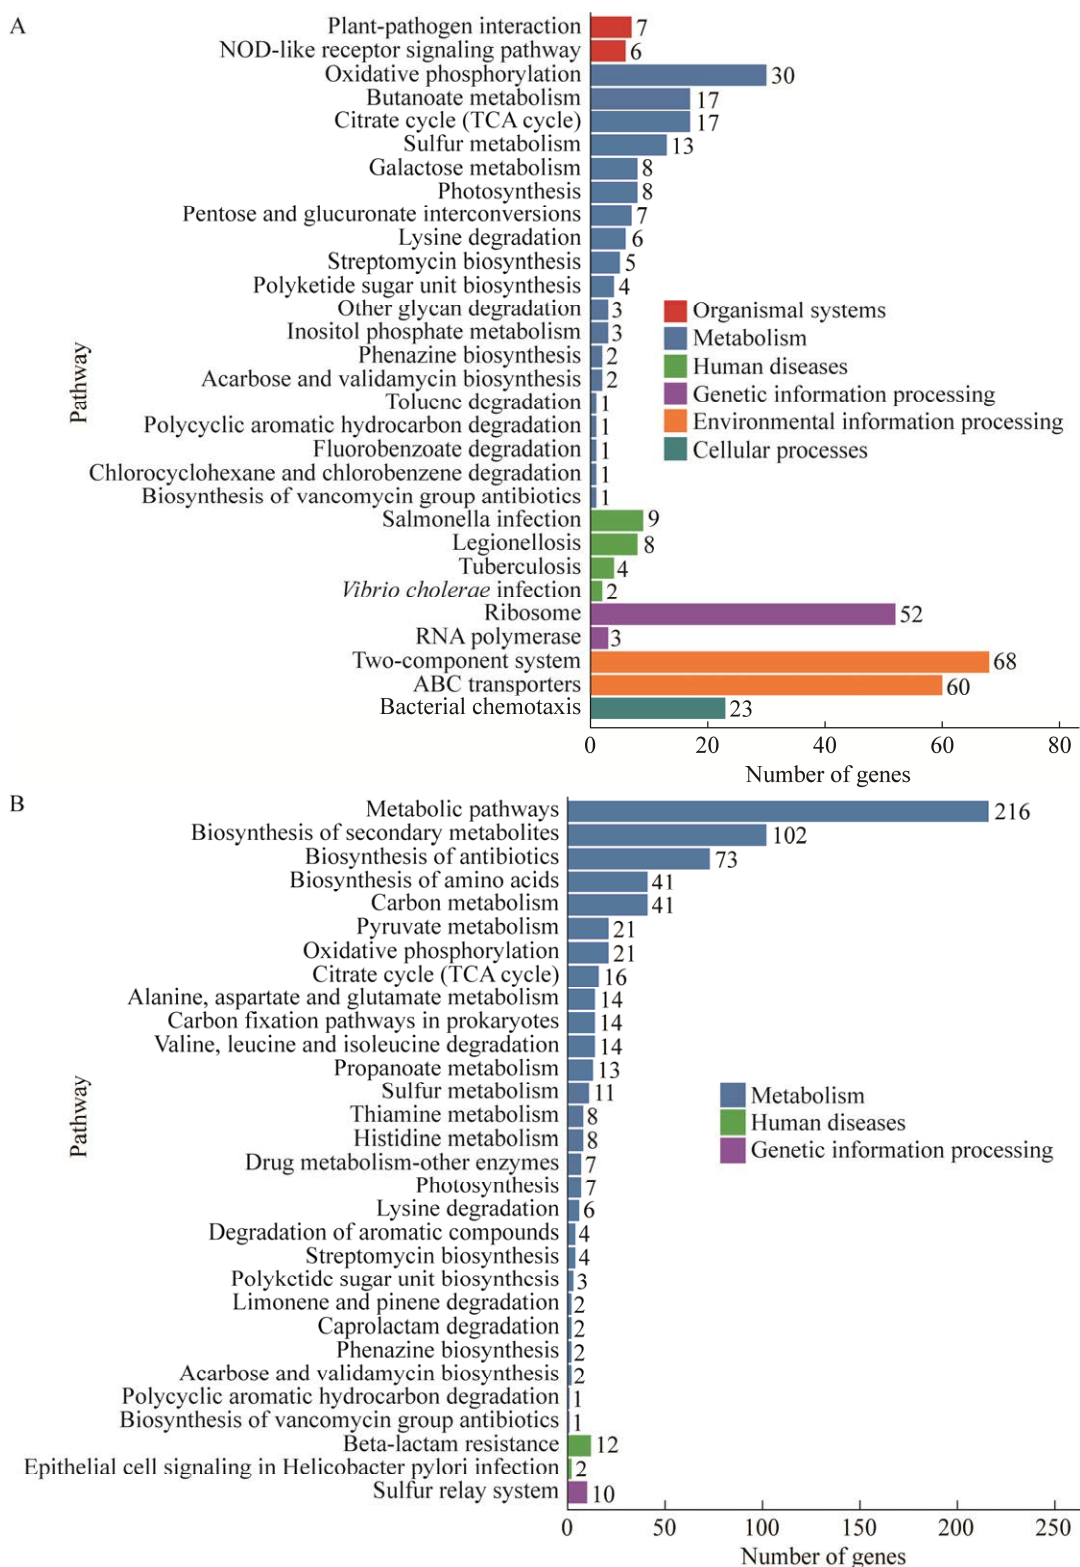 A
Plant-pathogen interaction 7
NOD-like receptor signaling pathway 6
Oxidative phosphorylation 30
Butanoate metabolism 17
Citrate cycle (TCA cycle) 17
Sulfur metabolism 13
Galactose metabolism 8
Photosynthesis 8
Pentose and glucuronate interconversions 7
Lysine degradation 6
Streptomycin biosynthesis 5
Polyketide sugar unit biosynthesis 4
Other glycan degradation 3
Inositol phosphate metabolism 3
Phenazine biosynthesis 2
Acarbose and validamycin biosynthesis 2
Toluene degradation 1
Polycyclic aromatic hydrocarbon degradation 1
Fluorobenzoate degradation 1
Chlorocyclohexane and chlorobenzene degradation 1
Biosynthesis of vancomycin group antibiotics 1
Salmonella infection 9
Legionellosis 8
Tuberculosis 4
Vibrio cholerae infection 2
Ribosome 52
RNA polymerase 3
Two-component system 68
ABC transporters 60
Bacterial chemotaxis 23
Pathway
Organismal systems
Metabolism
Human diseases
Genetic information processing
Environmental information processing
Cellular processes
0 20 40 60 80
Number of genes
B
Metabolic pathways 216
Biosynthesis of secondary metabolites 102
Biosynthesis of antibiotics 73
Biosynthesis of amino acids 41
Carbon metabolism 41
Pyruvate metabolism 21
Oxidative phosphorylation 21
Citrate cycle (TCA cycle) 16
Alanine, aspartate and glutamate metabolism 14
Carbon fixation pathways in prokaryotes 14
Valine, leucine and isoleucine degradation 14
Propanoate metabolism 13
Sulfur metabolism 11
Thiamine metabolism 8
Histidine metabolism 8
Drug metabolism-other enzymes 7
Photosynthesis 7
Lysine degradation 6
Degradation of aromatic compounds 4
Streptomycin biosynthesis 4
Polyketide sugar unit biosynthesis 3
Limonene and pinene degradation 2
Caprolactam degradation 2
Phenazine biosynthesis 2
Acarbose and validamycin biosynthesis 2
Polycyclic aromatic hydrocarbon degradation 1
Biosynthesis of vancomycin group antibiotics 1
Beta-lactam resistance 12
Epithelial cell signaling in Helicobacter pylori infection 2
Sulfur relay system 10
Pathway
Metabolism
Human diseases
Genetic information processing
0 50 100 150 200 250
Number of genes